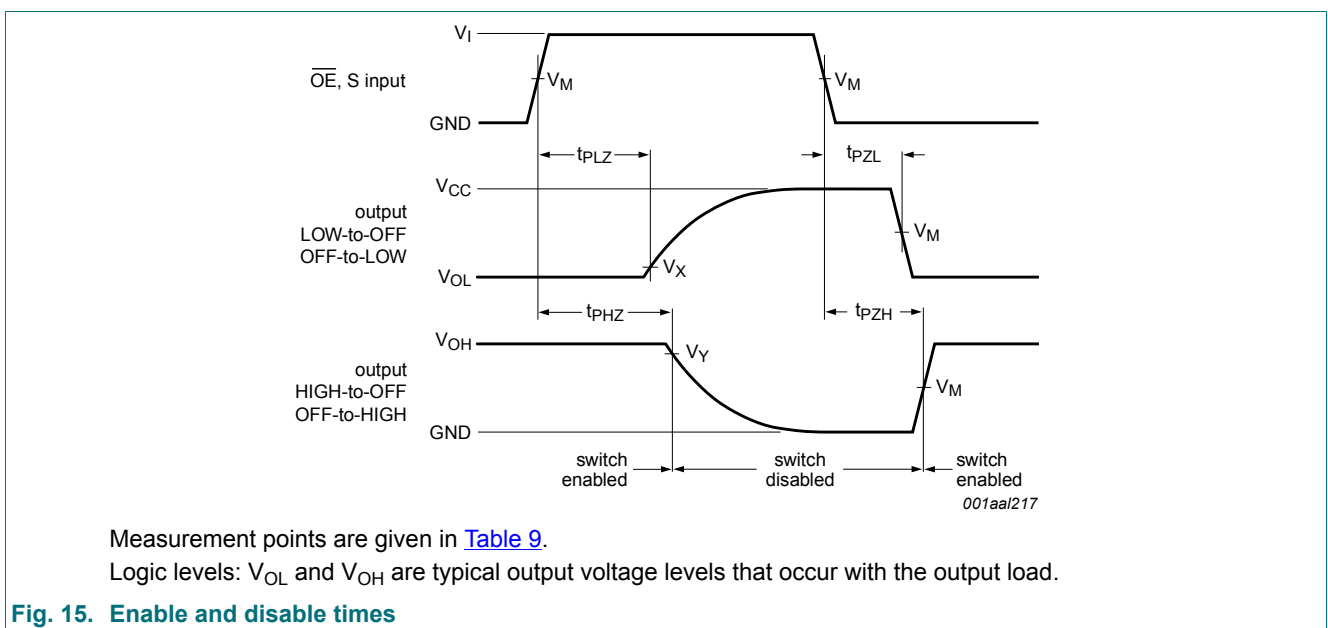 V_I
V_M
V_M
OE, S input
GND
t_PLZ
t_PZL
V_CC
output
LOW-to-OFF
OFF-to-LOW
V_M
V_X
V_OL
t_PHZ
t_PZH
V_OH
V_Y
output
HIGH-to-OFF
OFF-to-HIGH
V_M
GND
switch
enabled
switch
disabled
switch
enabled
001aal217
Measurement points are given in Table 9.
Logic levels: V_OL and V_OH are typical output voltage levels that occur with the output load.
Fig. 15. Enable and disable times